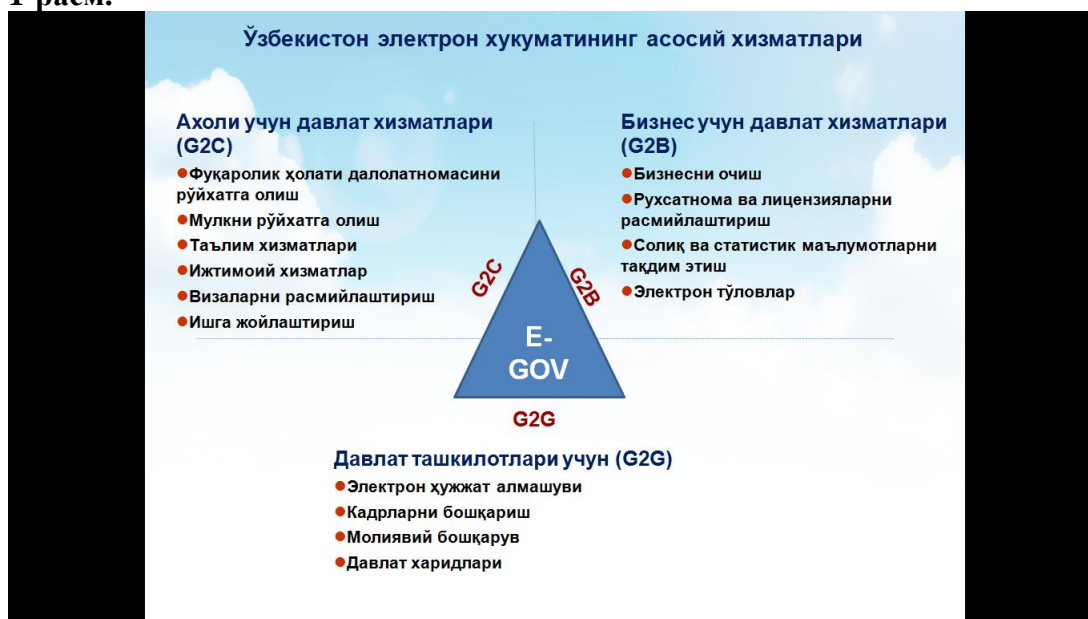 1-расм.
Ўзбекистон электрон хукуматининг асосий хизматлари
Ахоли учун давлат хизматлари
(G2C)
Фуқаролик ҳолати далолатномасини
рўйхатга олиш
Мулкни рўйхатга олиш
Таълим хизматлари
Ижтимоий хизматлар
Визаларни расмийлаштириш
Ишга жойлаштириш
Бизнес учун давлат хизматлари
(G2B)
Бизнесни очиш
Рухсатнома ва лицензияларни
расмийлаштириш
Солиқ ва статистик маълумотларни
тақдим этиш
Электрон тўловлар
G2C
G2B
E-
GOV
G2G
Давлат ташкилотлари учун (G2G)
Электрон ҳужжат алмашуви
Кадрларни бошқариш
Молиявий бошқарув
Давлат харидлари